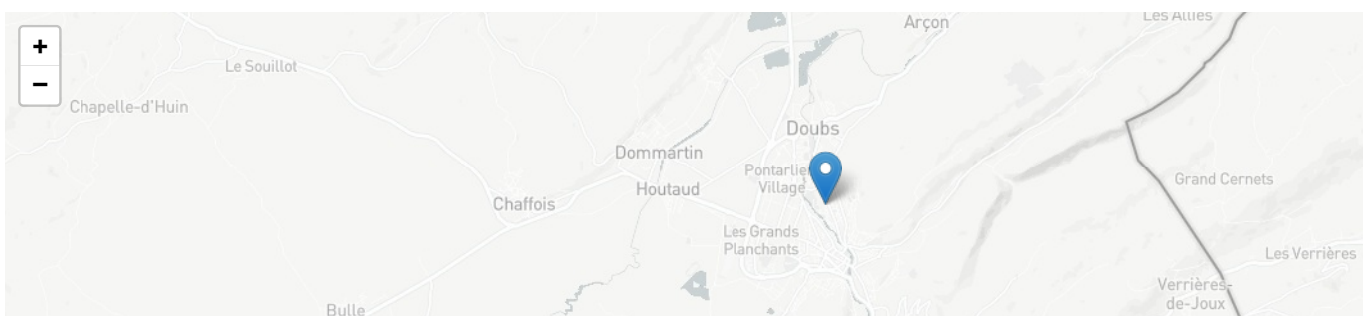 +
−
Le Souillot
Chapelle-d'Huin
Arçon
Les Alliés
Doubs
Dommartin
Pontarlier
Village
Houtaud
Chaffois
Grand Cernets
Les Grands
Planchants
Les Verrières
Verrières-
de-Joux
Bulle